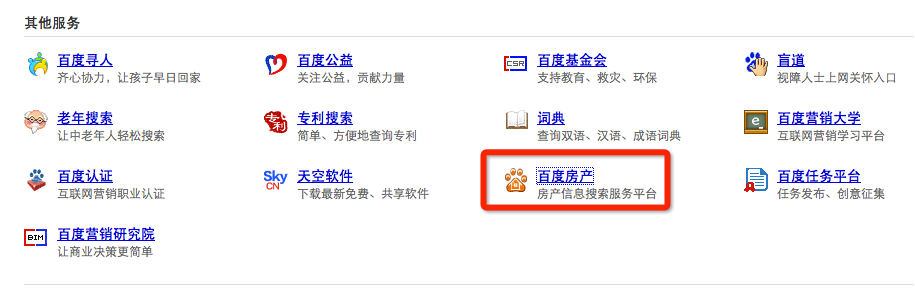 其他服务
百度寻人
齐心协力，让孩子早日回家
百度公益
关注公益，贡献力量
CSR
百度基金会
支持教育、救灾、环保
盲道
视障人士上网关怀入口
老年搜索
让中老年人轻松搜索
专利
专利搜索
简单、方便地查询专利
词典
查询双语、汉语、成语词典
e
百度营销大学
互联网营销学习平台
百度认证
互联网营销职业认证
Sky
CN
天空软件
下载最新免费、共享软件
百度房产
房产信息搜索服务平台
百度任务平台
任务发布、创意征集
BIM
百度营销研究院
让商业决策更简单